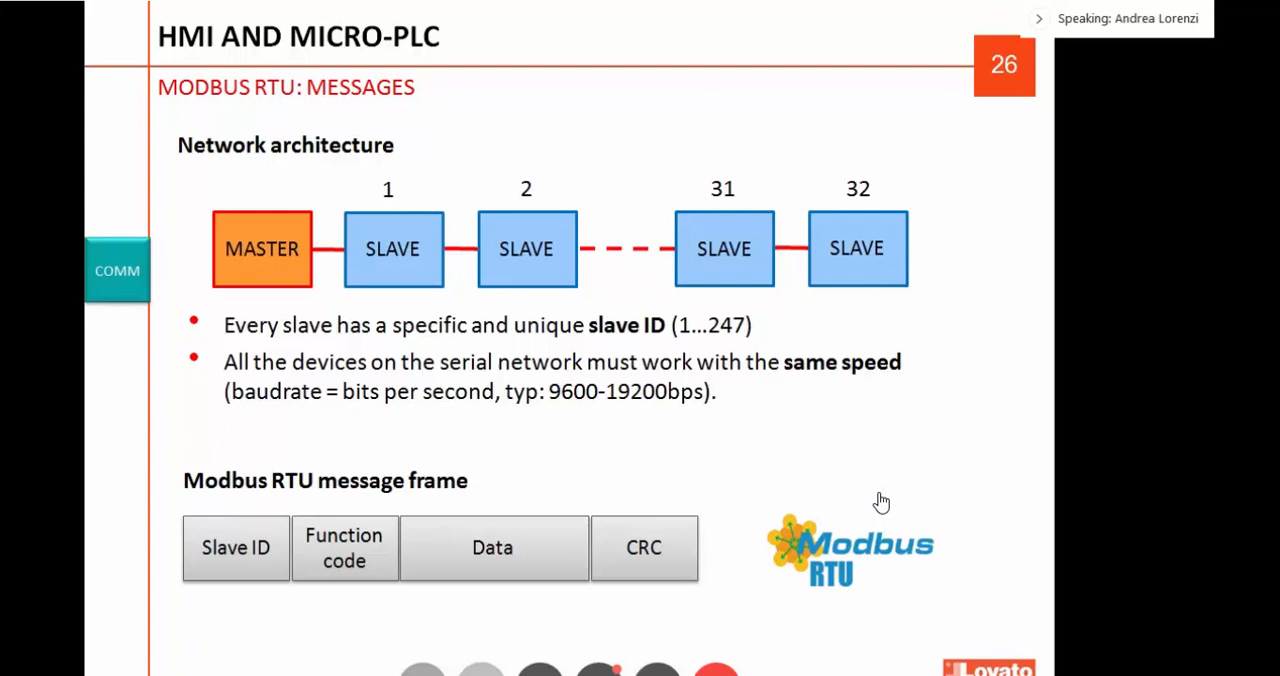 Speaking: Andrea Lorenzi
HMI AND MICRO-PLC
26
MODBUS RTU: MESSAGES
Network architecture
1 2 31 32
MASTER SLAVE SLAVE SLAVE SLAVE
COMM
• Every slave has a specific and unique slave ID (1...247)
• All the devices on the serial network must work with the same speed
(baudrate = bits per second, typ: 9600-19200bps).
Modbus RTU message frame
Slave ID Function code Data CRC
Modbus
RTU
Lovato